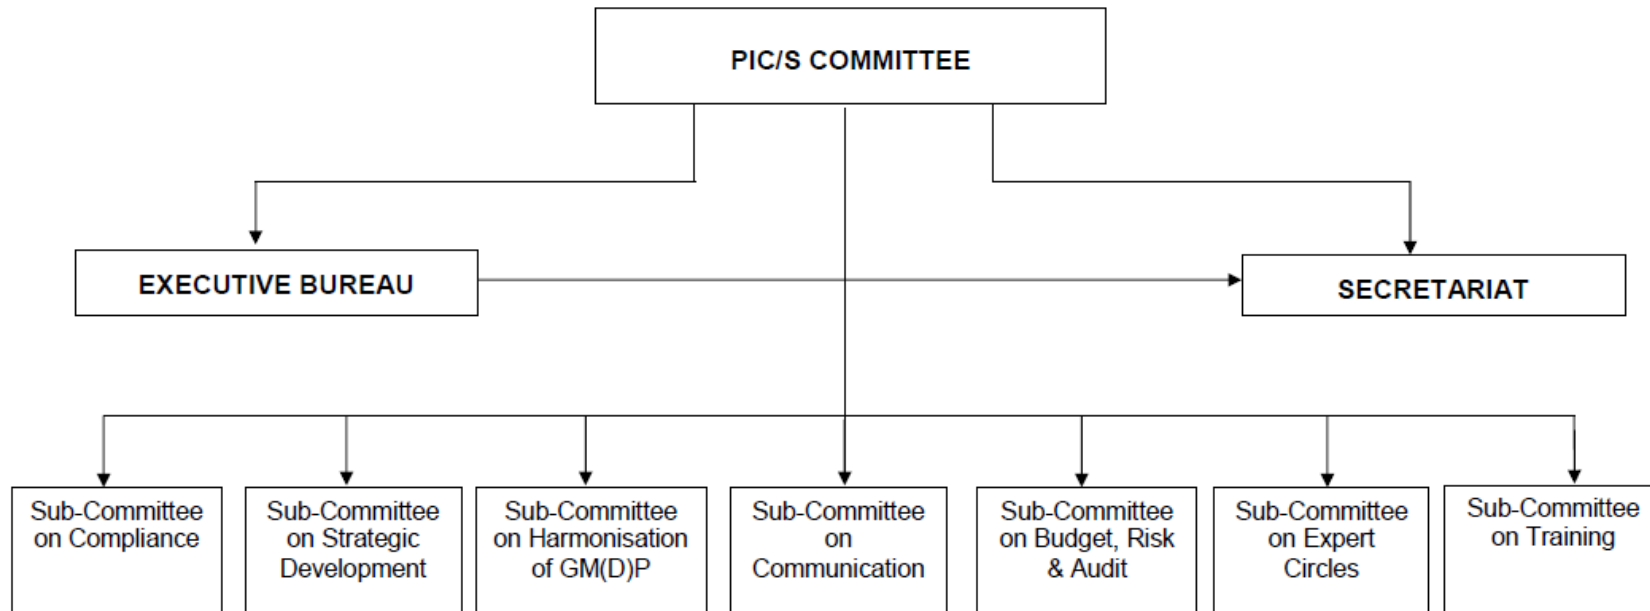 PIC/S COMMITTEE
EXECUTIVE BUREAU
SECRETARIAT
Sub-Committee
on Compliance
Sub-Committee
on Strategic
Development
Sub-Committee
on Harmonisation
of GM(D)P
Sub-Committee
on
Communication
Sub-Committee
on Budget, Risk
& Audit
Sub-Committee
on Expert
Circles
Sub-Committee
on Training